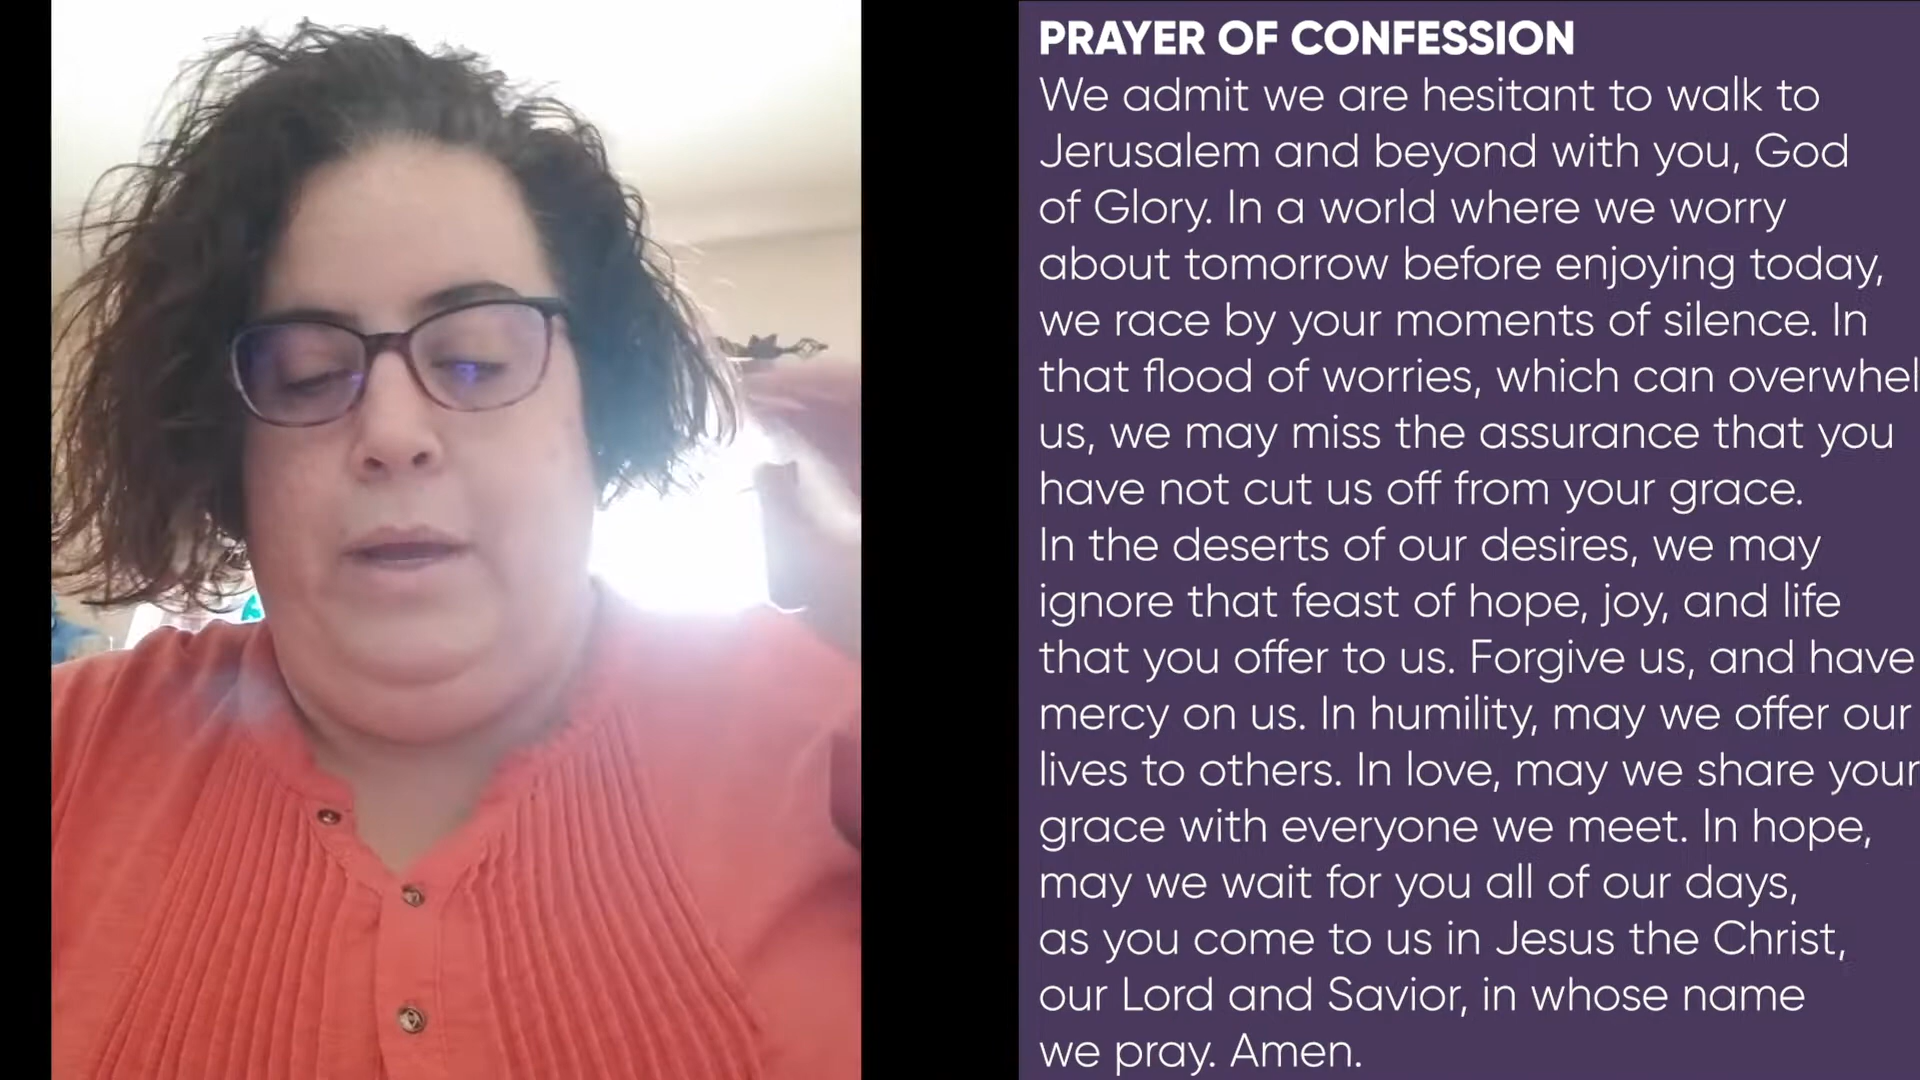 PRAYER OF CONFESSION
We admit we are hesitant to walk to
Jerusalem and beyond with you, God
of Glory. In a world where we worry
about tomorrow before enjoying today,
we race by your moments of silence. In
that flood of worries, which can overwhel
us, we may miss the assurance that you
have not cut us off from your grace.
In the deserts of our desires, we may
ignore that feast of hope, joy, and life
that you offer to us. Forgive us, and have
mercy on us. In humility, may we offer our
lives to others. In love, may we share your
grace with everyone we meet. In hope,
may we wait for you all of our days,
as you come to us in Jesus the Christ,
our Lord and Savior, in whose name
we pray. Amen.